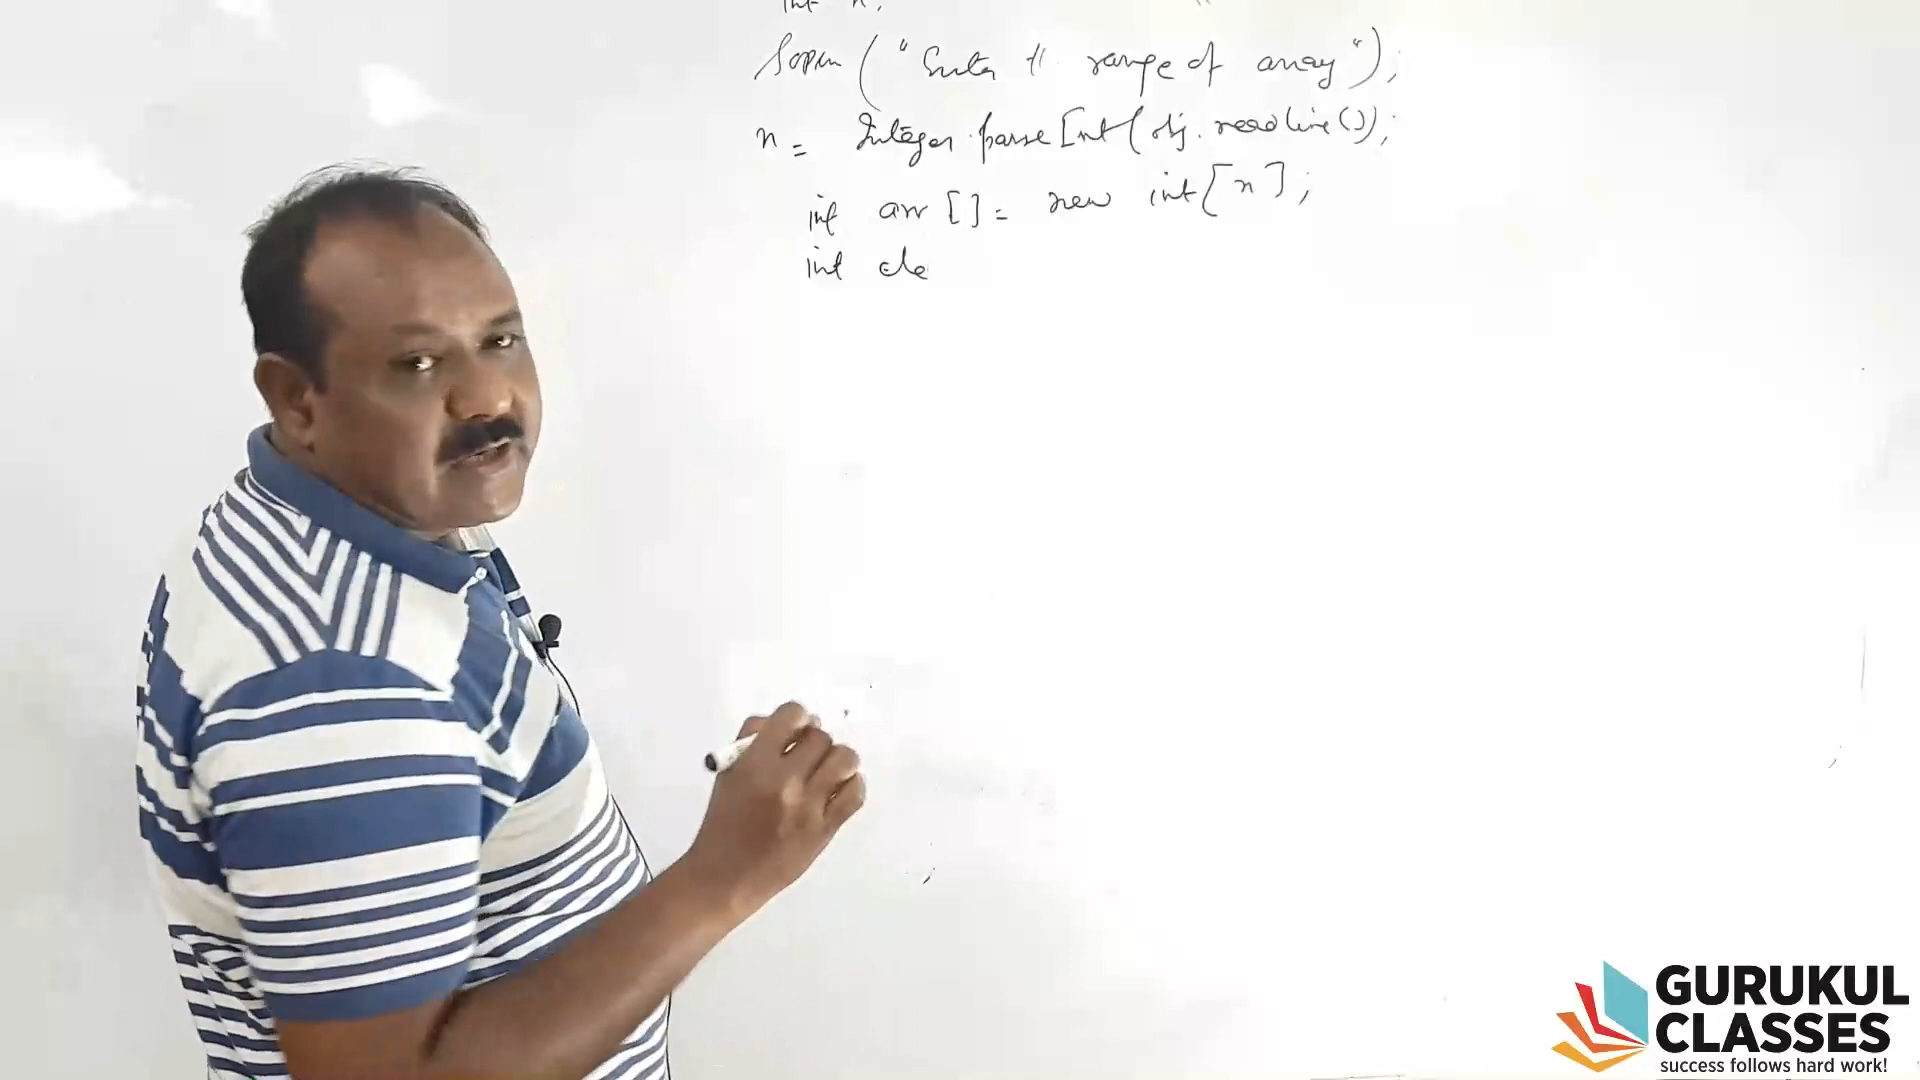 int n;
Sopln ("Enter the range of array");
n = Integer.parseInt(obj.readLine());
int arr [] = new int[n];
int ele
GURUKUL
CLASSES
success follows hard work!